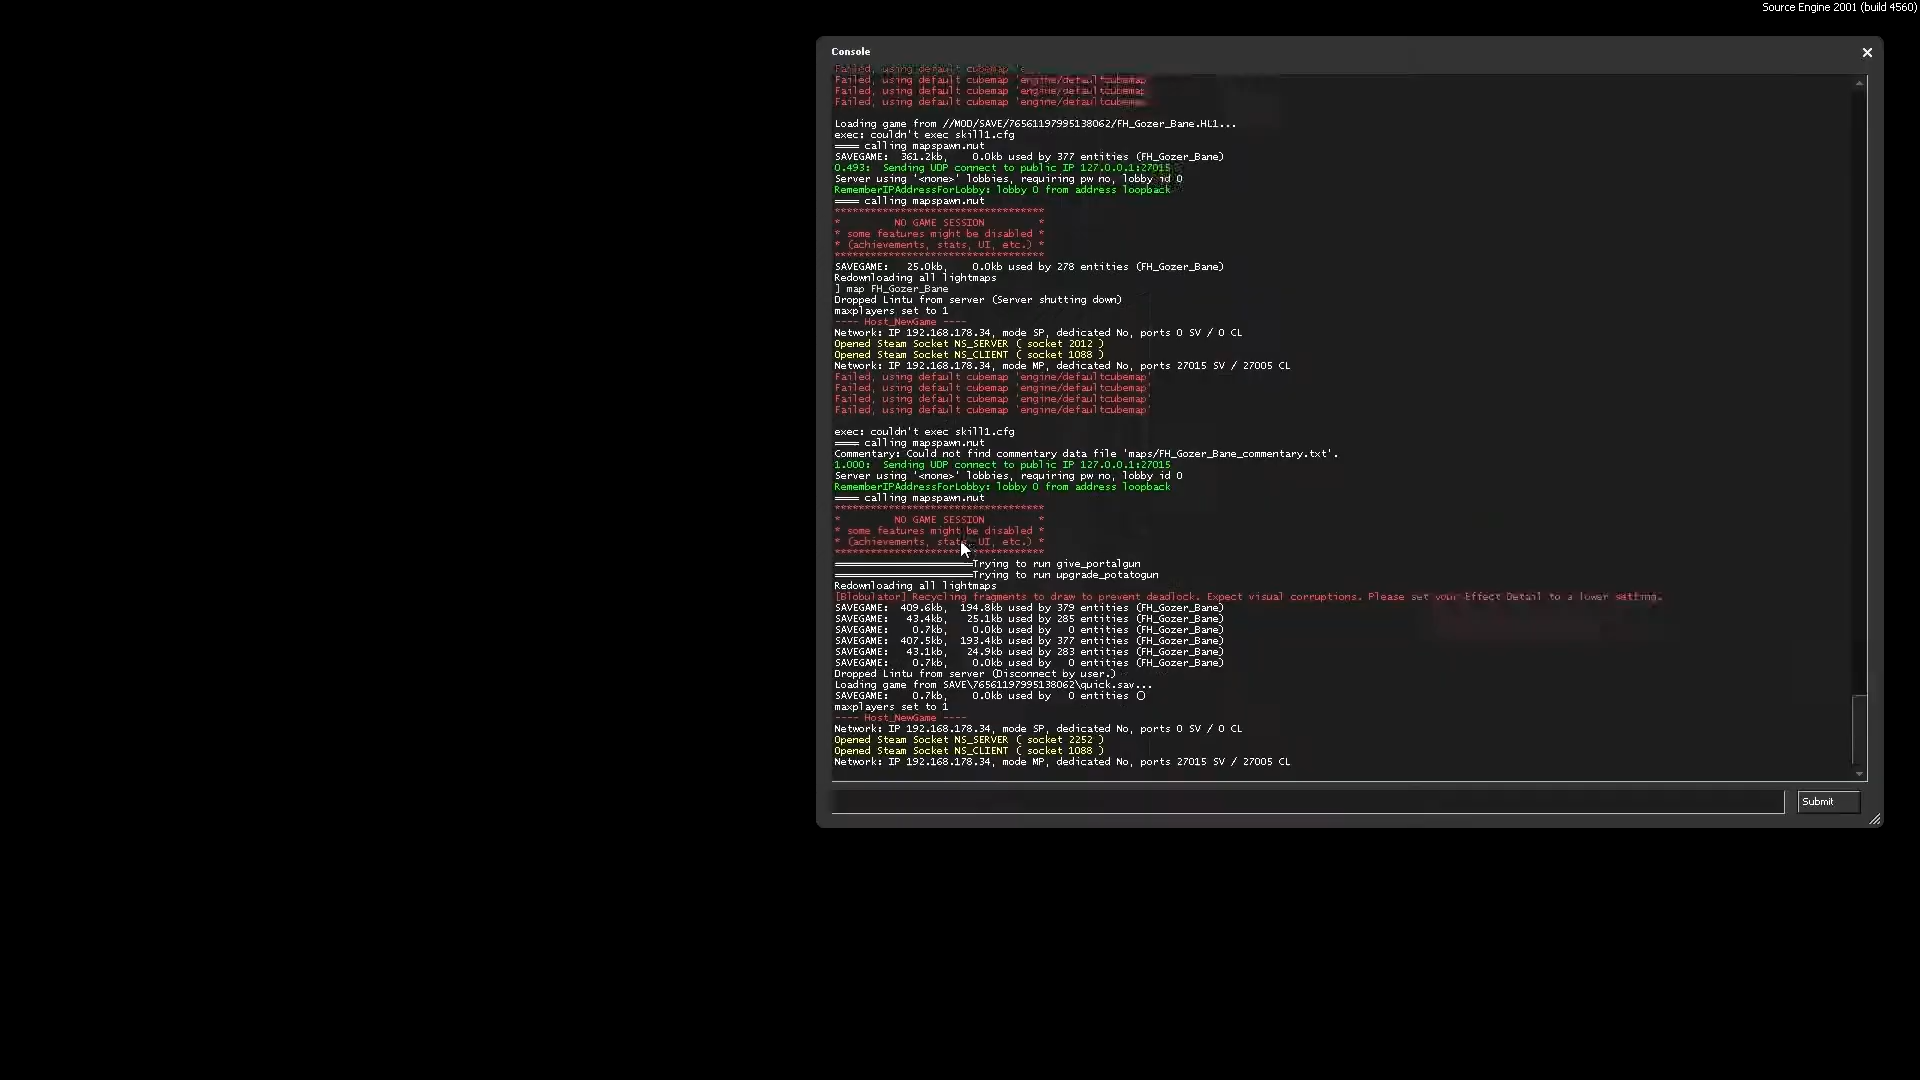 Source Engine 2001 (build 4560)
Console
Failed, using default cubemap 'e
Failed, using default cubemap 'engine/defaultcubemap
Failed, using default cubemap 'engine/defaultcubemap
Failed, using default cubemap 'engine/defaultcubemap
Loading game from //MOD/SAVE/76561197995138062/FH_Gozer_Bane.HL1...
exec: couldn't exec skill1.cfg
==== calling mapspawn.nut
SAVEGAME:  361.2kb,    0.0kb used by 377 entities (FH_Gozer_Bane)
0.493:  Sending UDP connect to public IP 127.0.0.1:27015
Server using '<none>' lobbies, requiring pw no, lobby id 0
RememberIPAddressForLobby: lobby 0 from address loopback
==== calling mapspawn.nut
***********************************
*         NO GAME SESSION         *
* some features might be disabled *
* (achievements, stats, UI, etc.) *
***********************************
SAVEGAME:   25.0kb,    0.0kb used by 278 entities (FH_Gozer_Bane)
Redownloading all lightmaps
] map FH_Gozer_Bane
Dropped Lintu from server (Server shutting down)
maxplayers set to 1
---- Host_NewGame ----
Network: IP 192.168.178.34, mode SP, dedicated No, ports 0 SV / 0 CL
Opened Steam Socket NS_SERVER ( socket 2012 )
Opened Steam Socket NS_CLIENT ( socket 1088 )
Network: IP 192.168.178.34, mode MP, dedicated No, ports 27015 SV / 27005 CL
Failed, using default cubemap 'engine/defaultcubemap'
Failed, using default cubemap 'engine/defaultcubemap'
Failed, using default cubemap 'engine/defaultcubemap'
Failed, using default cubemap 'engine/defaultcubemap'
exec: couldn't exec skill1.cfg
==== calling mapspawn.nut
Commentary: Could not find commentary data file 'maps/FH_Gozer_Bane_commentary.txt'.
1.000:  Sending UDP connect to public IP 127.0.0.1:27015
Server using '<none>' lobbies, requiring pw no, lobby id 0
RememberIPAddressForLobby: lobby 0 from address loopback
==== calling mapspawn.nut
***********************************
*         NO GAME SESSION         *
* some features might be disabled *
* (achievements, stats, UI, etc.) *
***********************************
=======================Trying to run give_portalgun
=======================Trying to run upgrade_potatogun
Redownloading all lightmaps
[Blobulator] Recycling fragments to draw to prevent deadlock. Expect visual corruptions. Please set your Effect Detail to a lower setting.
SAVEGAME:  409.6kb,  194.8kb used by 379 entities (FH_Gozer_Bane)
SAVEGAME:   43.4kb,   25.1kb used by 285 entities (FH_Gozer_Bane)
SAVEGAME:    0.7kb,    0.0kb used by   0 entities (FH_Gozer_Bane)
SAVEGAME:  407.5kb,  193.4kb used by 377 entities (FH_Gozer_Bane)
SAVEGAME:   43.1kb,   24.9kb used by 283 entities (FH_Gozer_Bane)
SAVEGAME:    0.7kb,    0.0kb used by   0 entities (FH_Gozer_Bane)
Dropped Lintu from server (Disconnect by user.)
Loading game from SAVE\76561197995138062\quick.sav...
SAVEGAME:    0.7kb,    0.0kb used by   0 entities ()
maxplayers set to 1
---- Host_NewGame ----
Network: IP 192.168.178.34, mode SP, dedicated No, ports 0 SV / 0 CL
Opened Steam Socket NS_SERVER ( socket 2252 )
Opened Steam Socket NS_CLIENT ( socket 1088 )
Network: IP 192.168.178.34, mode MP, dedicated No, ports 27015 SV / 27005 CL
Submit